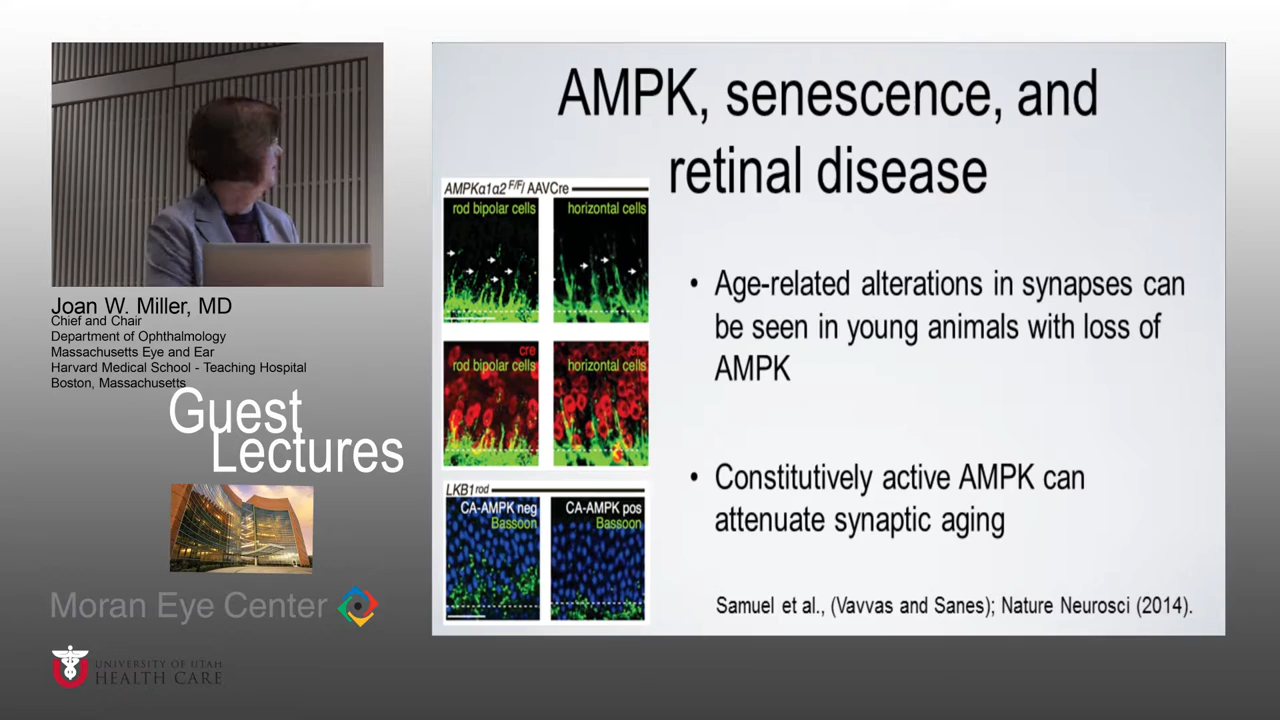 Joan W. Miller, MD
Chief and Chair
Department of Ophthalmology
Massachusetts Eye and Ear
Harvard Medical School - Teaching Hospital
Boston, Massachusetts
Guest
Lectures
Moran Eye Center
UNIVERSITY OF UTAH
HEALTH CARE
AMPK, senescence, and
retinal disease
AMPKα1α2F/F/ AAVCre
rod bipolar cells
horizontal cells
cre
rod bipolar cells
cre
horizontal cells
LKB1rod
CA-AMPK neg
Bassoon
CA-AMPK pos
Bassoon
• Age-related alterations in synapses can
be seen in young animals with loss of
AMPK
• Constitutively active AMPK can
attenuate synaptic aging
Samuel et al., (Vavvas and Sanes); Nature Neurosci (2014).